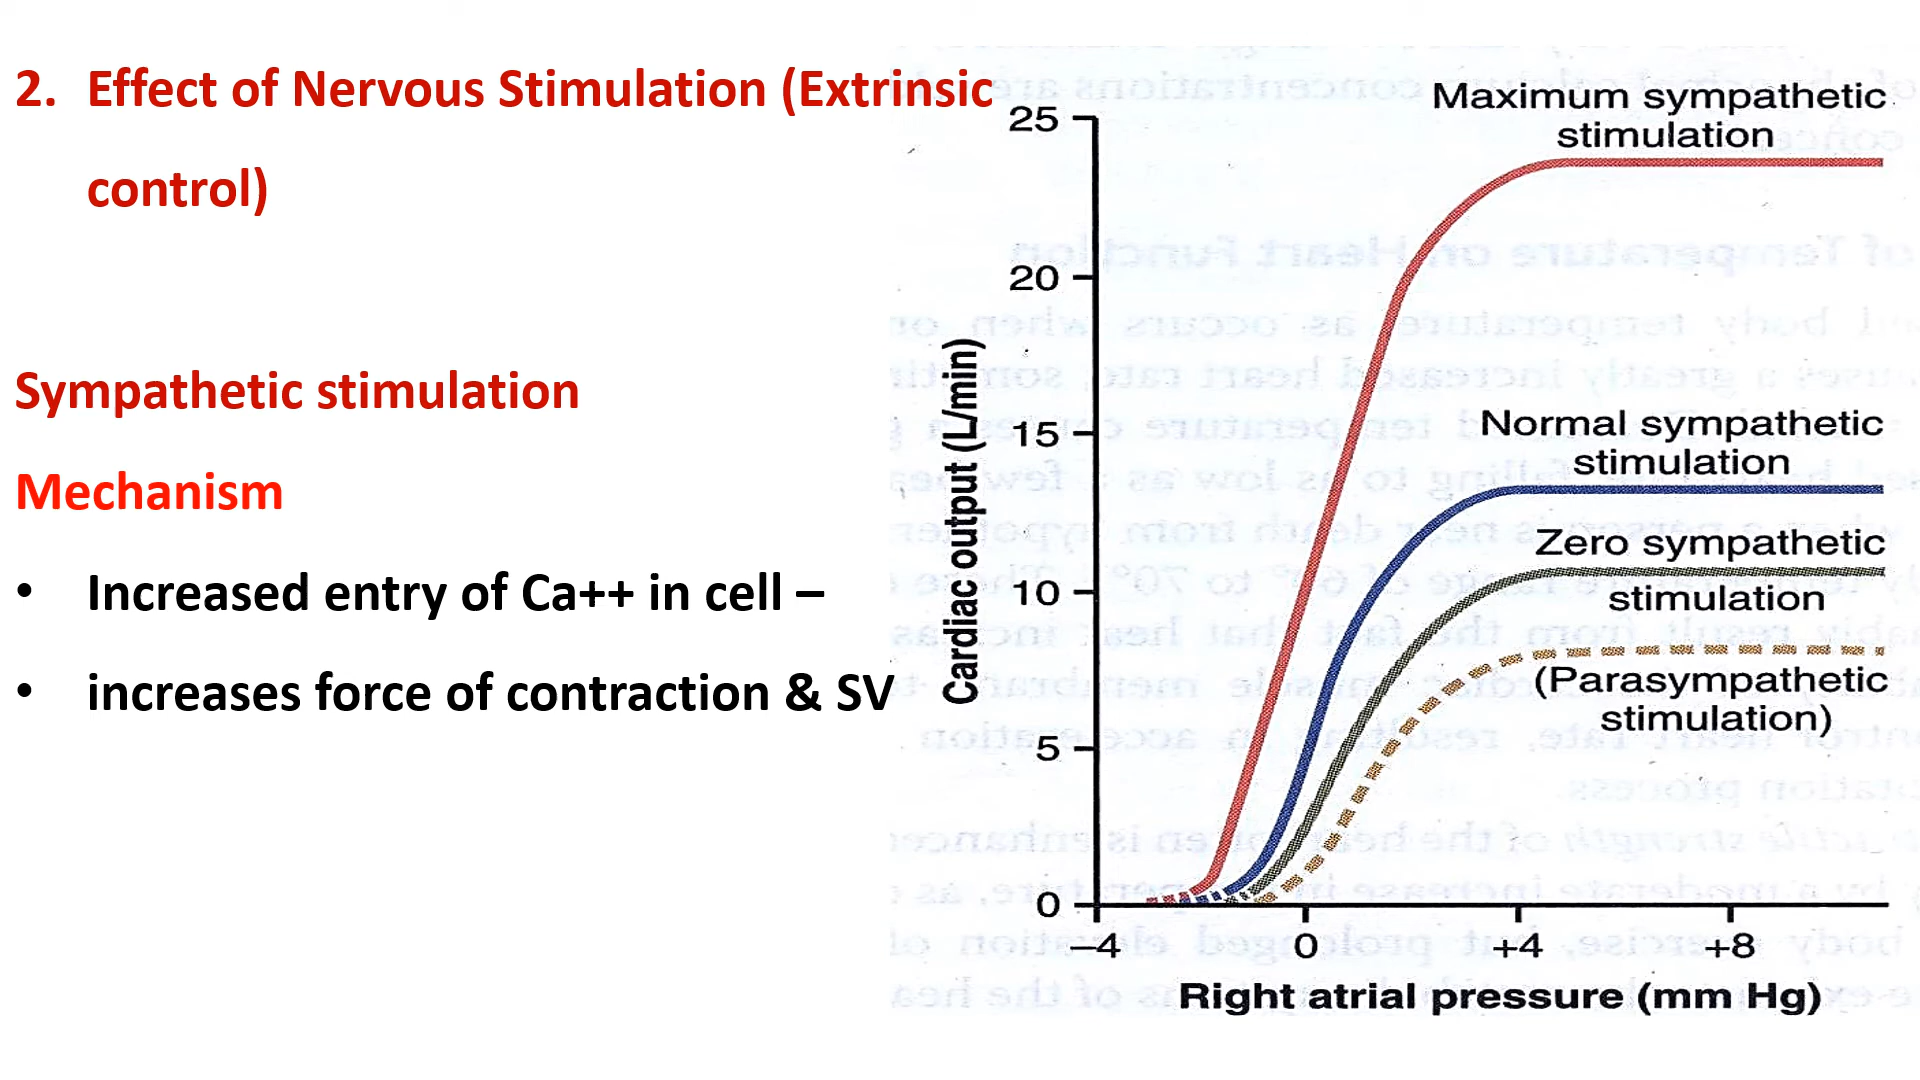 2. Effect of Nervous Stimulation (Extrinsic
control)
Sympathetic stimulation
Mechanism
• Increased entry of Ca++ in cell –
• increases force of contraction & SV
Cardiac output (L/min)
25
20
15
10
5
0
Maximum sympathetic
stimulation
Normal sympathetic
stimulation
Zero sympathetic
stimulation
(Parasympathetic
stimulation)
–4 0 +4 +8
Right atrial pressure (mm Hg)